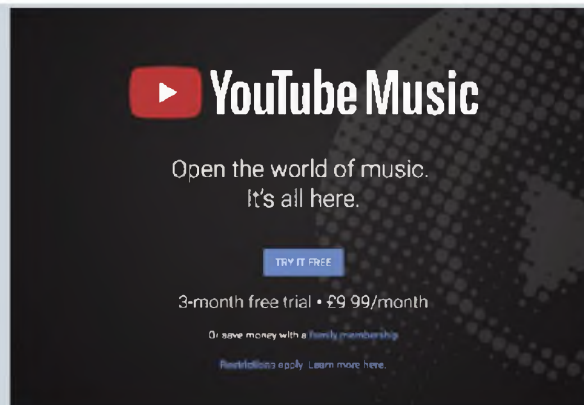 YouTube Music
Open the world of music.
It's all here.
TRY IT FREE
3-month free trial • £9.99/month
Or save money with a family membership
Restrictions apply. Learn more here.